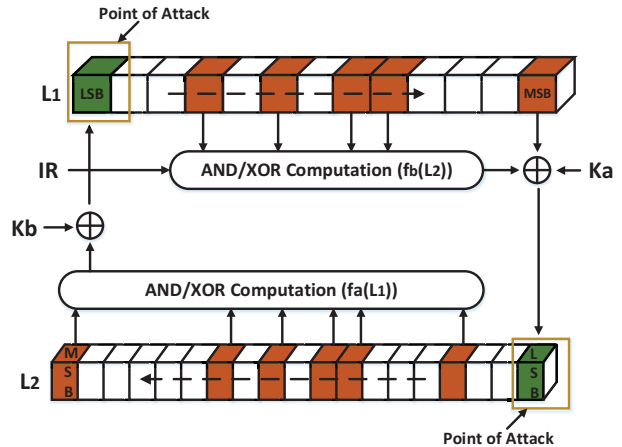 Point of Attack
L1
LSB
MSB
IR
AND/XOR Computation (fb(L2))
Ka
Kb
AND/XOR Computation (fa(L1))
L2
M
S
B
L
S
B
Point of Attack